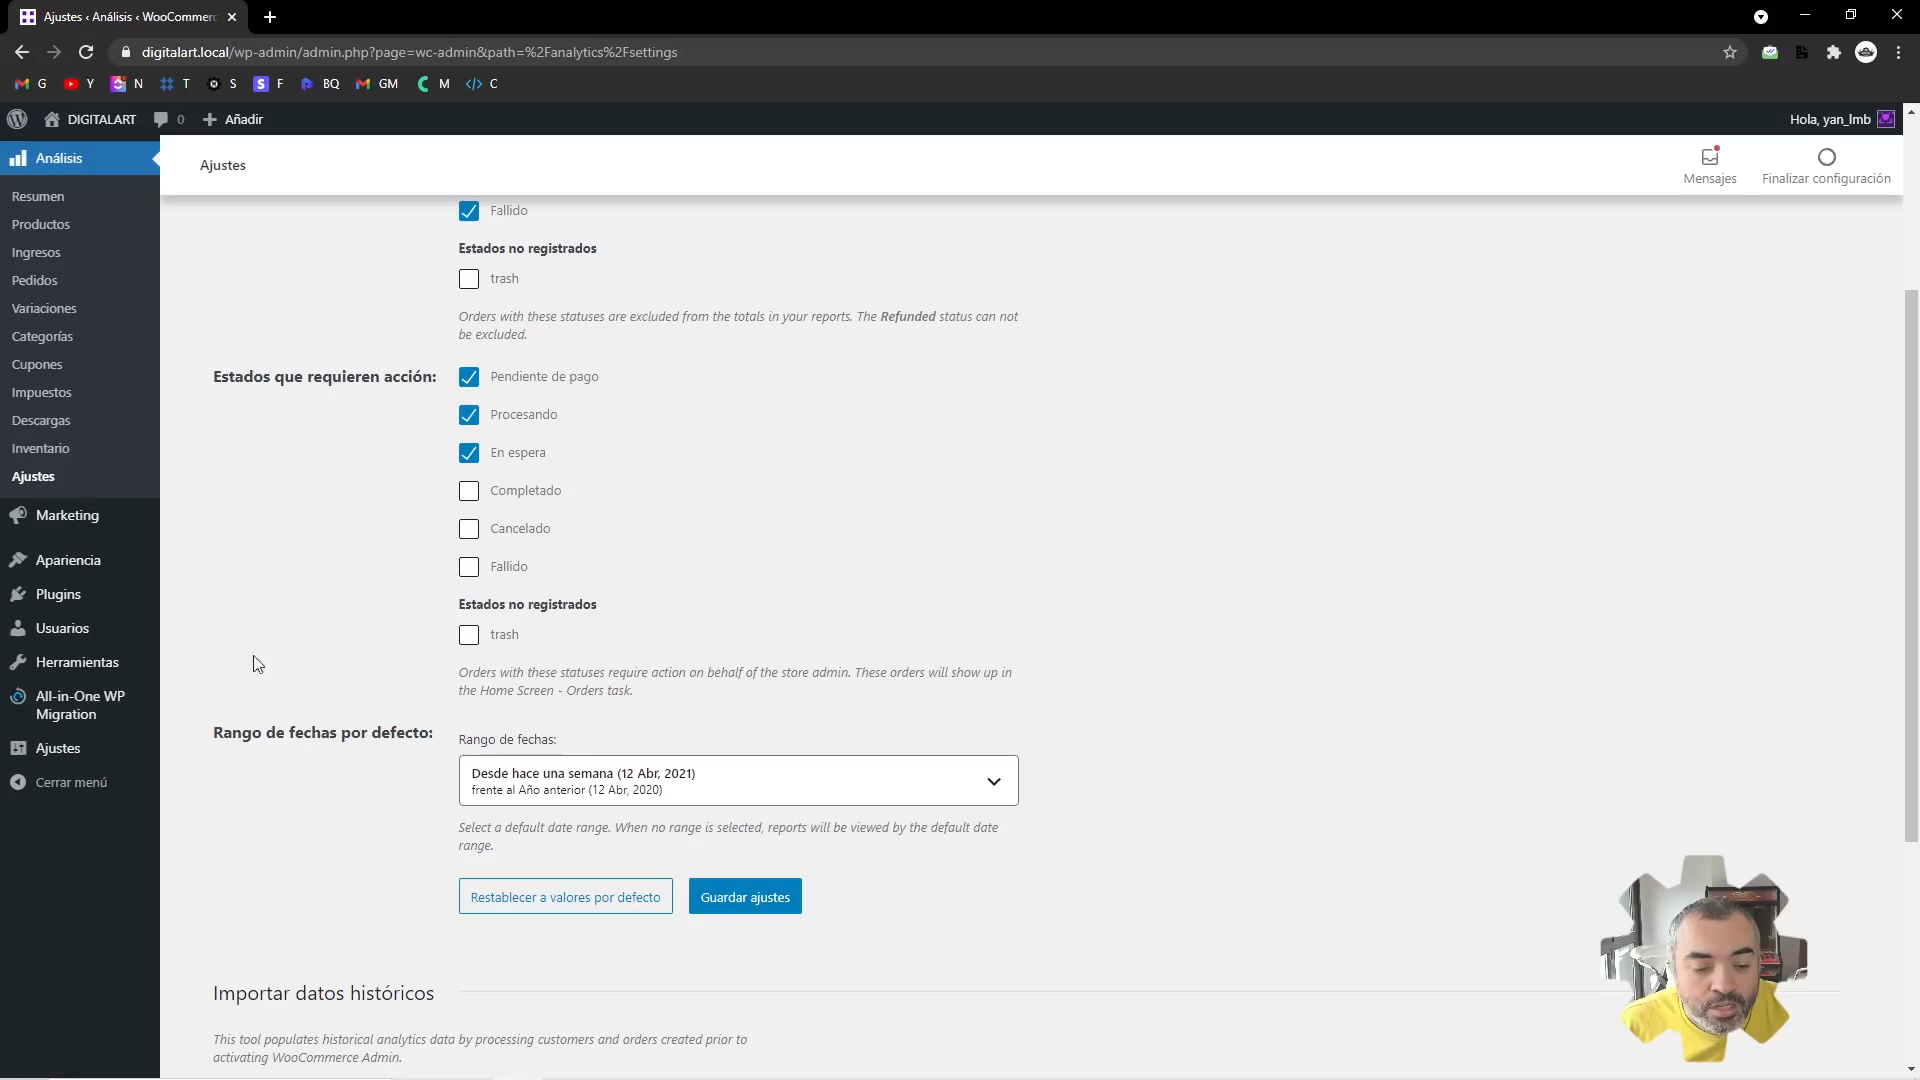 Ajustes ‹ Análisis ‹ WooCommerc
digitalart.local/wp-admin/admin.php?page=wc-admin&path=%2Fanalytics%2Fsettings
G
Y
N
T
S
F
BQ
GM
M
C
DIGITALART
0
Añadir
Hola, yan_lmb
Análisis
Ajustes
Mensajes
Finalizar configuración
Resumen
Productos
Ingresos
Pedidos
Variaciones
Categorías
Cupones
Impuestos
Descargas
Inventario
Ajustes
Marketing
Apariencia
Plugins
Usuarios
Herramientas
All-in-One WP
Migration
Ajustes
Cerrar menú
Fallido
Estados no registrados
trash
Orders with these statuses are excluded from the totals in your reports. The Refunded status can not
be excluded.
Estados que requieren acción:
Pendiente de pago
Procesando
En espera
Completado
Cancelado
Fallido
Estados no registrados
trash
Orders with these statuses require action on behalf of the store admin. These orders will show up in
the Home Screen - Orders task.
Rango de fechas por defecto:
Rango de fechas:
Desde hace una semana (12 Abr, 2021)
frente al Año anterior (12 Abr, 2020)
Select a default date range. When no range is selected, reports will be viewed by the default date
range.
Restablecer a valores por defecto
Guardar ajustes
Importar datos históricos
This tool populates historical analytics data by processing customers and orders created prior to
activating WooCommerce Admin.